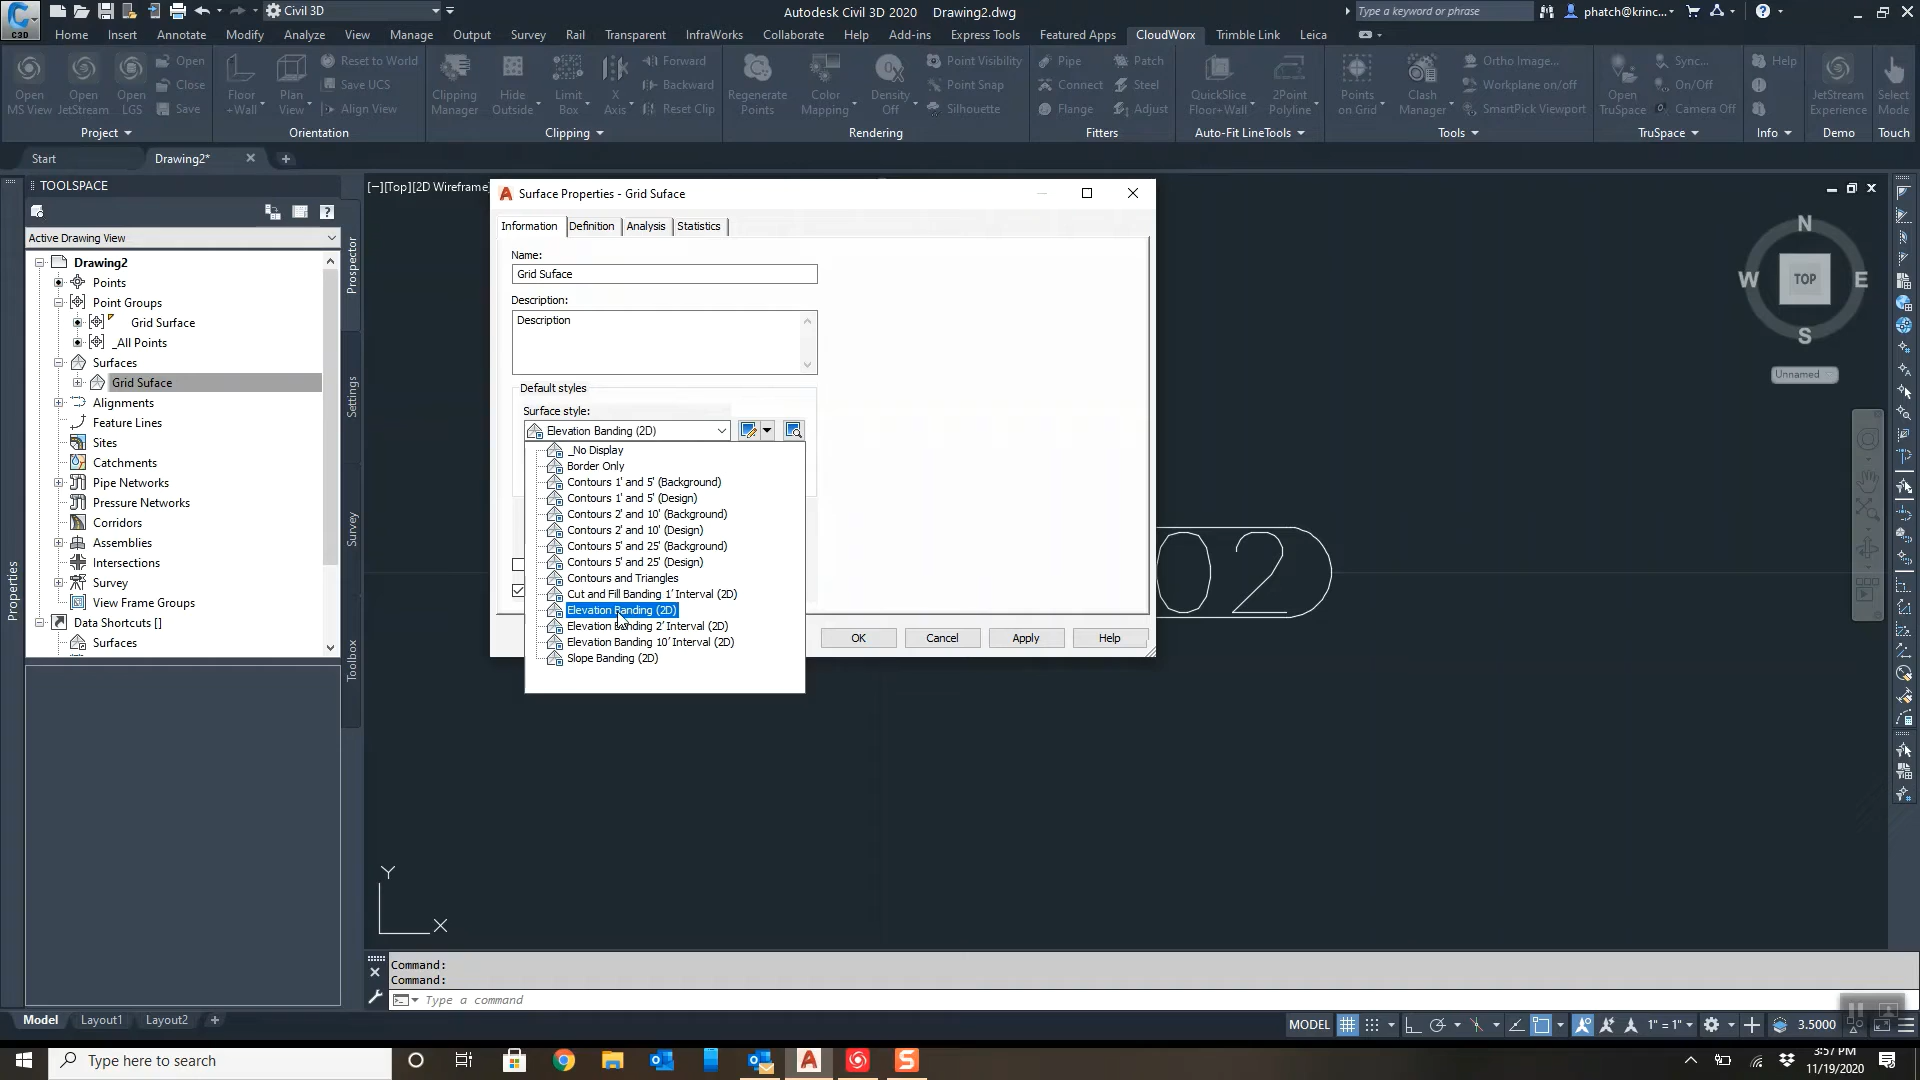 Civil 3D
Autodesk Civil 3D 2020 Drawing2.dwg
Type a keyword or phrase
phatch@krinc...
C3D
Home Insert Annotate Modify Analyze View Manage Output Survey Rail Transparent InfraWorks Collaborate Help Add-ins Express Tools Featured Apps CloudWorx Trimble Link Leica
Open MS View
Open JetStream
Open LGS
Open
Close
Save
Project
Floor +Wall
Plan View
Reset to World
Save UCS
Align View
Orientation
Clipping Manager
Hide Outside
Limit Box
X Axis
Forward
Backward
Reset Clip
Clipping
Regenerate Points
Color Mapping
Density Off
Point Visibility
Point Snap
Silhouette
Rendering
Pipe
Connect
Flange
Patch
Steel
Adjust
Fitters
QuickSlice Floor+Wall
2Point Polyline
Auto-Fit LineTools
Points on Grid
Clash Manager
Ortho Image...
Workplane on/off
SmartPick Viewport
Tools
Open TruSpace
Sync...
On/Off
Camera Off
TruSpace
Help
Info
JetStream Experience
Demo
Select Mode
Touch
Start
Drawing2*
TOOLSPACE
Active Drawing View
Drawing2
Points
Point Groups
Grid Surface
_All Points
Surfaces
Grid Suface
Alignments
Feature Lines
Sites
Catchments
Pipe Networks
Pressure Networks
Corridors
Assemblies
Intersections
Survey
View Frame Groups
Data Shortcuts []
Surfaces
Properties
Prospector
Settings
Survey
Toolbox
[−][Top][2D Wireframe
Surface Properties - Grid Suface
Information Definition Analysis Statistics
Name:
Grid Suface
Description:
Description
Default styles
Surface style:
Elevation Banding (2D)
_No Display
Border Only
Contours 1' and 5' (Background)
Contours 1' and 5' (Design)
Contours 2' and 10' (Background)
Contours 2' and 10' (Design)
Contours 5' and 25' (Background)
Contours 5' and 25' (Design)
Contours and Triangles
Cut and Fill Banding 1' Interval (2D)
Elevation Banding (2D)
Elevation Banding 2' Interval (2D)
Elevation Banding 10' Interval (2D)
Slope Banding (2D)
OK Cancel Apply Help
N
W TOP E
S
Unnamed
02
Y
X
Command:
Command:
Type a command
Model Layout1 Layout2
MODEL 1" = 1" 3.5000
Type here to search
3:57 PM
11/19/2020